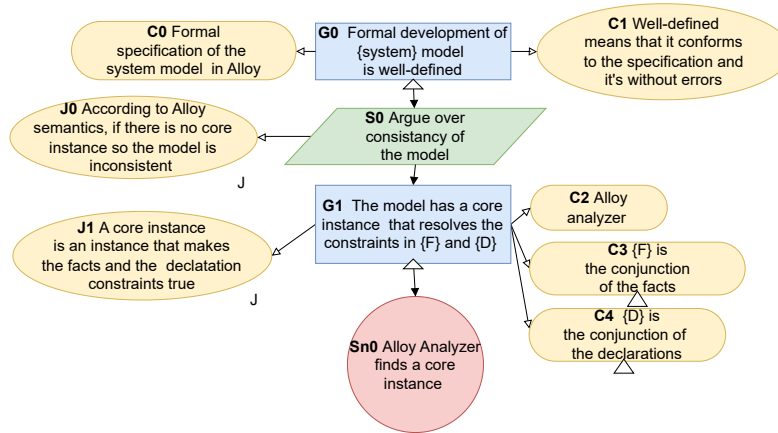 C0 Formal
specification of the
system model in Alloy
G0 Formal development of
{system} model
is well-defined
C1 Well-defined
means that it conforms
to the specification and
it's without errors
J0 According to Alloy
semantics, if there is no core
instance so the model is
inconsistent
J
S0 Argue over
consistancy of
the model
J1 A core instance
is an instance that makes
the facts and the declatation
constraints true
J
G1 The model has a core
instance that resolves the
constraints in {F} and {D}
C2 Alloy
analyzer
C3 {F} is
the conjunction
of the facts
C4 {D} is
the conjunction of
the declarations
Sn0 Alloy Analyzer
finds a core
instance